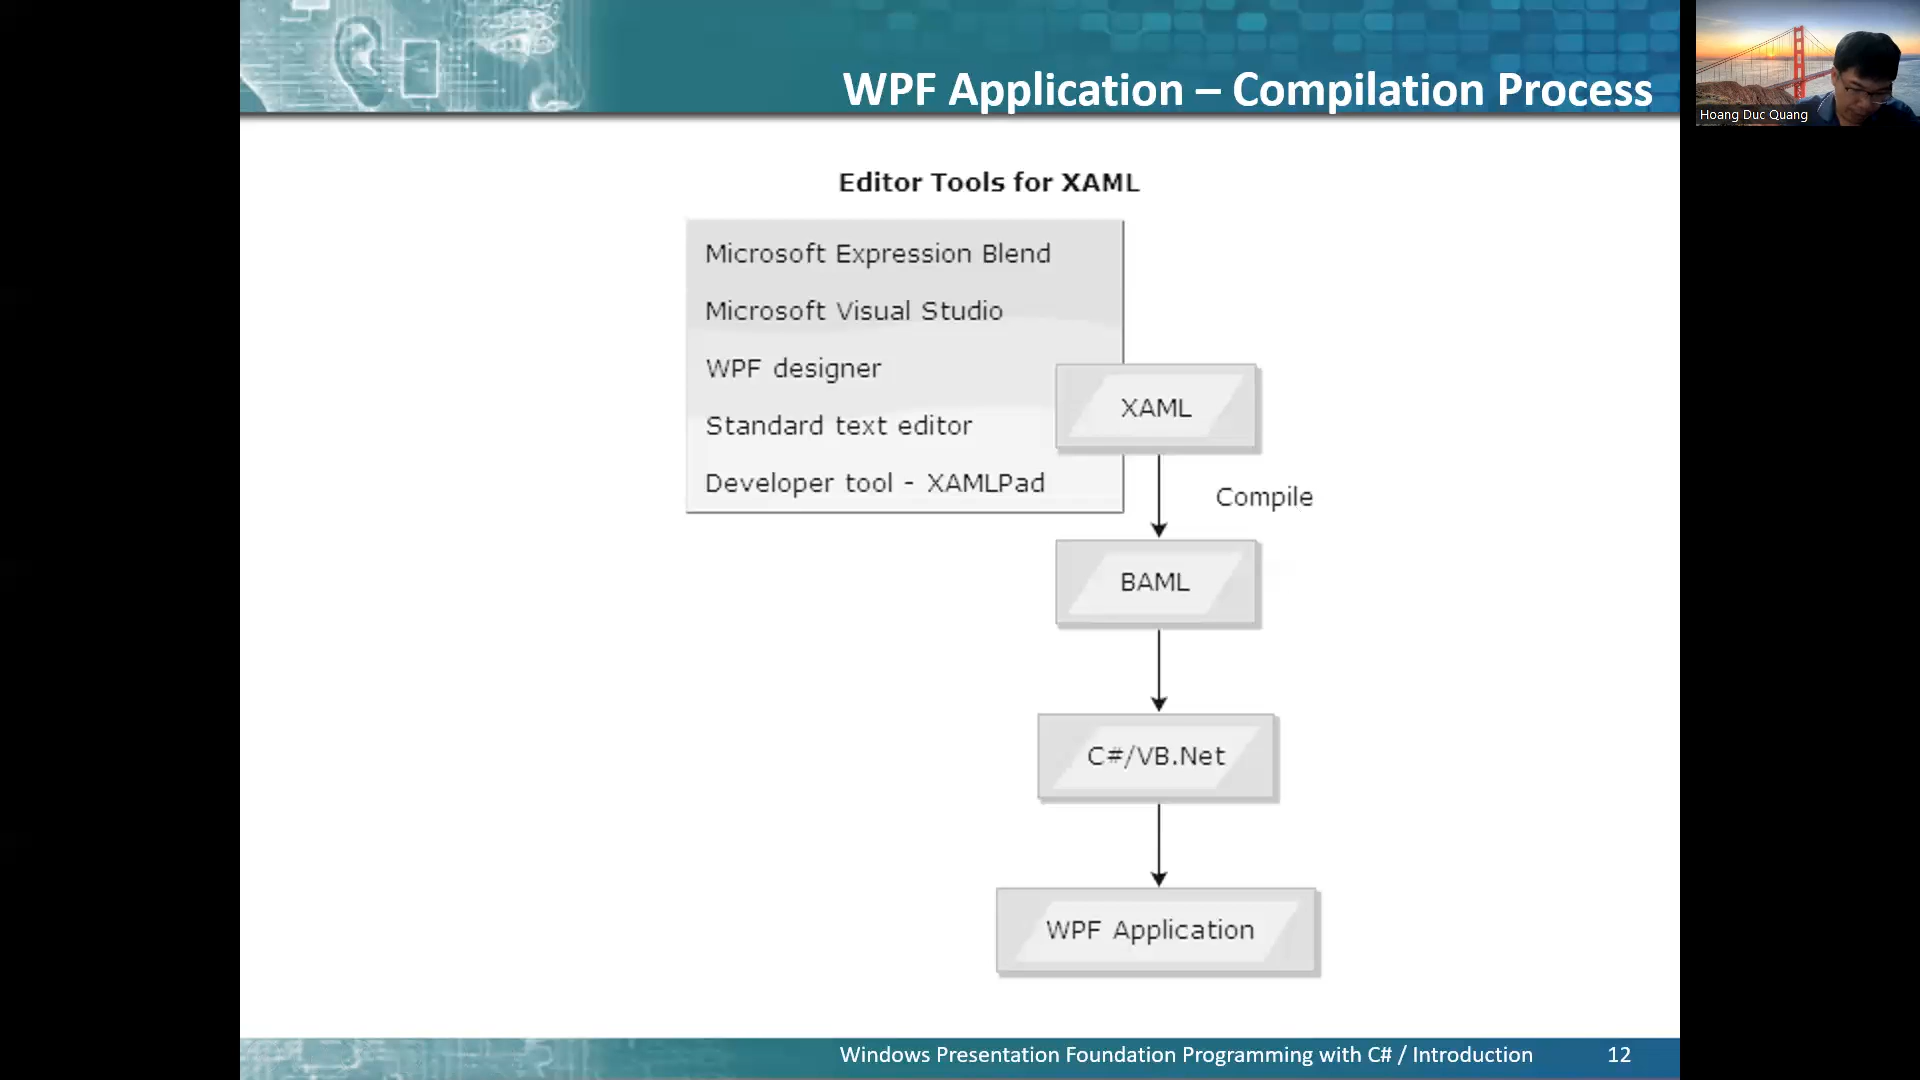 WPF Application – Compilation Process
Hoang Duc Quang
Editor Tools for XAML
Microsoft Expression Blend
Microsoft Visual Studio
WPF designer
Standard text editor
Developer tool - XAMLPad
XAML
Compile
BAML
C#/VB.Net
WPF Application
Windows Presentation Foundation Programming with C# / Introduction
12